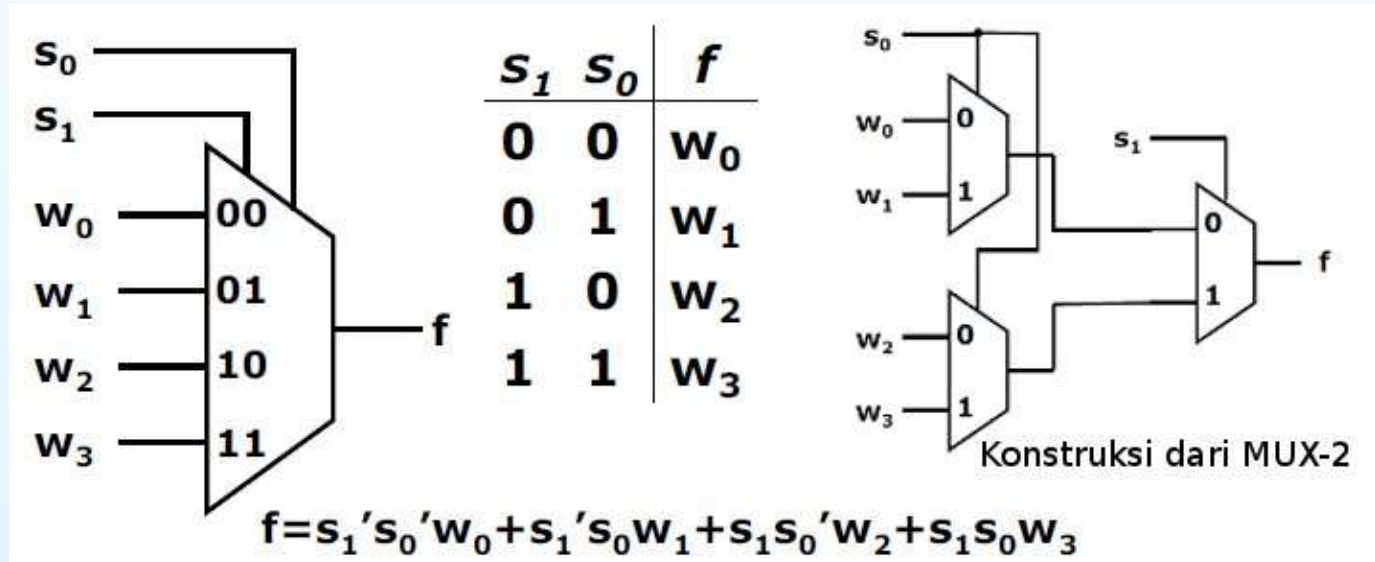 s₀
s₁
w₀ 00
w₁ 01
w₂ 10
w₃ 11
f
s₁ s₀ f
0 0 w₀
0 1 w₁
1 0 w₂
1 1 w₃
s₀
w₀ 0
w₁ 1
s₁
0
1
f
w₂ 0
w₃ 1
Konstruksi dari MUX-2
f=s₁′s₀′w₀+s₁′s₀w₁+s₁s₀′w₂+s₁s₀w₃